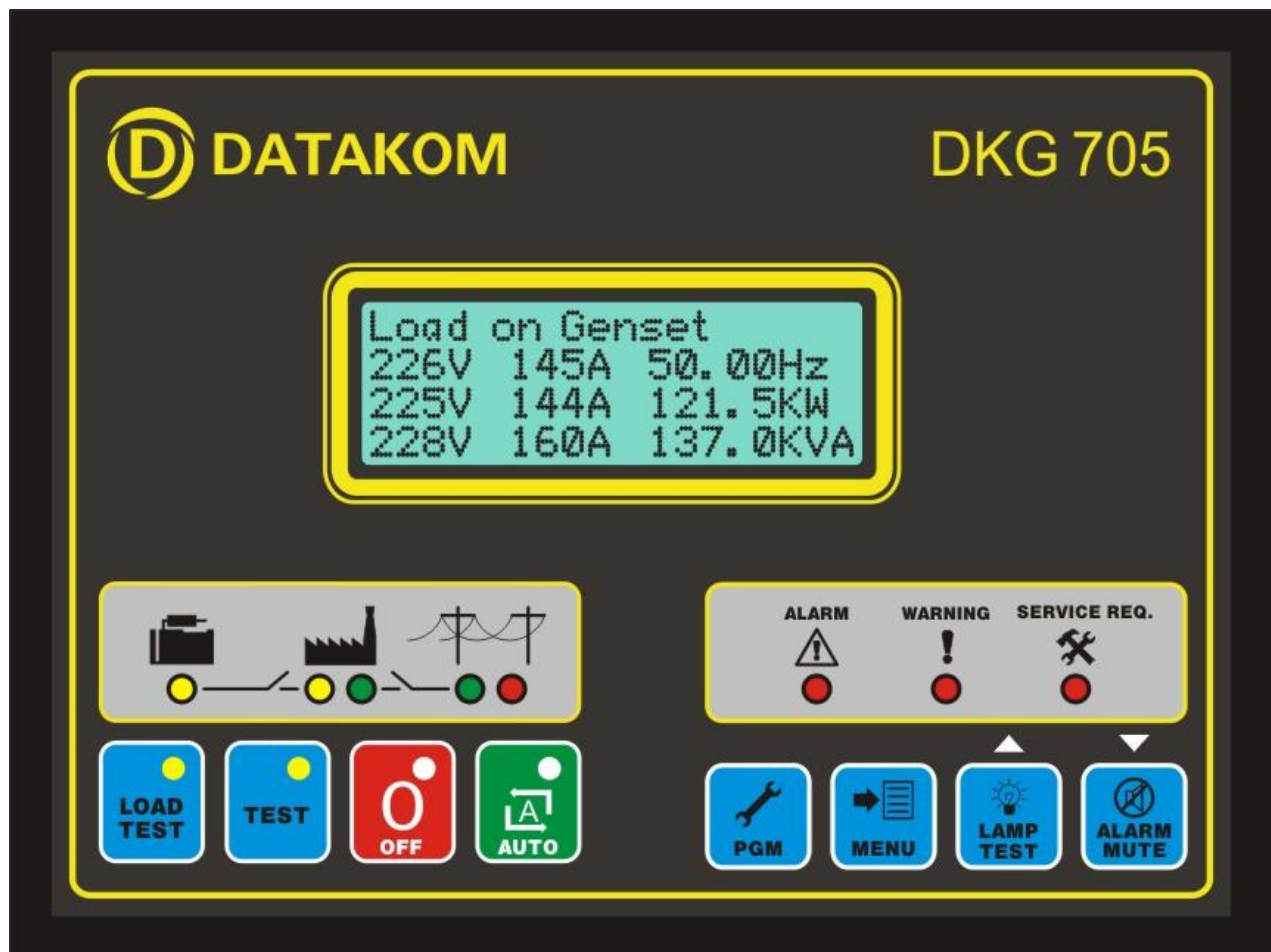 D DATAKOM
DKG 705
Load on Genset
226V 145A 50.00Hz
225V 144A 121.5KW
228V 160A 137.0KVA
ALARM
WARNING
SERVICE REQ.
LOAD
TEST
TEST
O
OFF
A
AUTO
PGM
MENU
LAMP
TEST
ALARM
MUTE